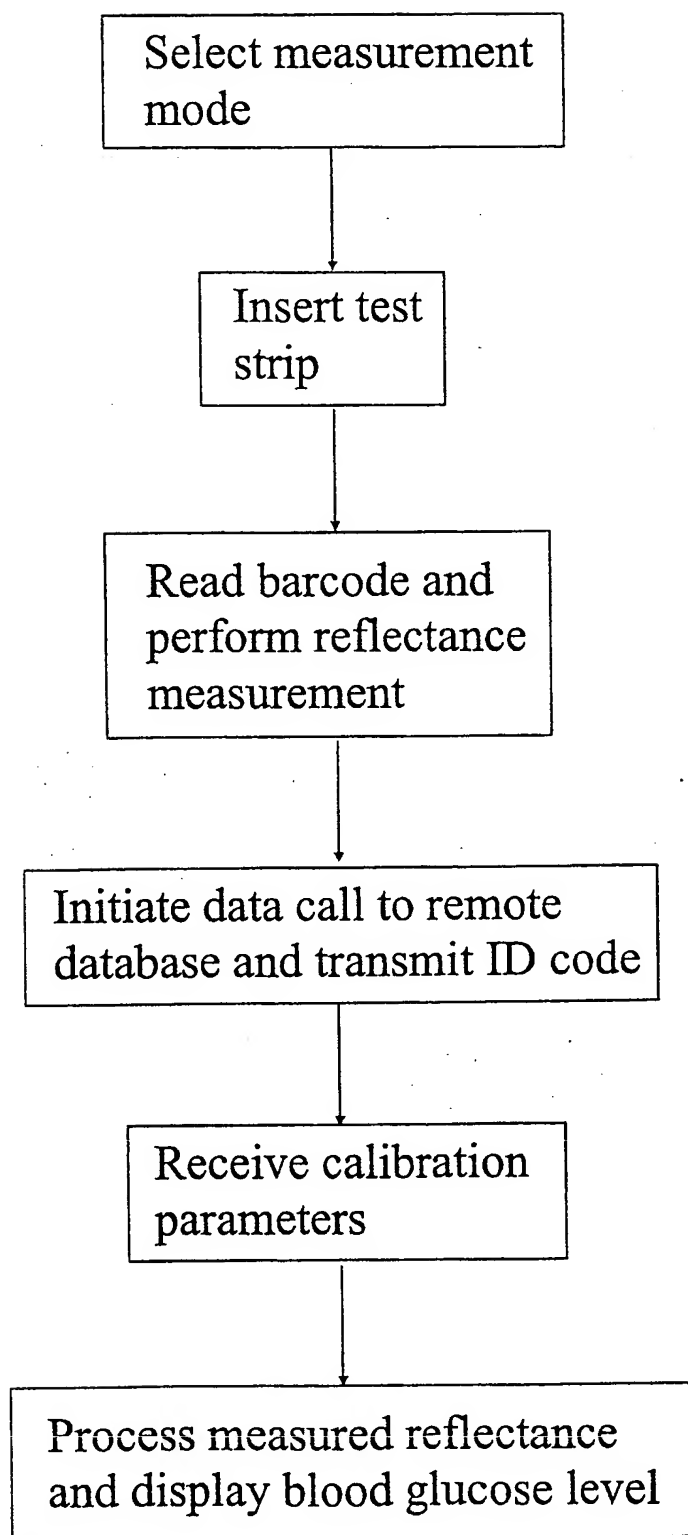 Select measurement
mode
Insert test
strip
Read barcode and
perform reflectance
measurement
Initiate data call to remote
database and transmit ID code
Receive calibration
parameters
Process measured reflectance
and display blood glucose level